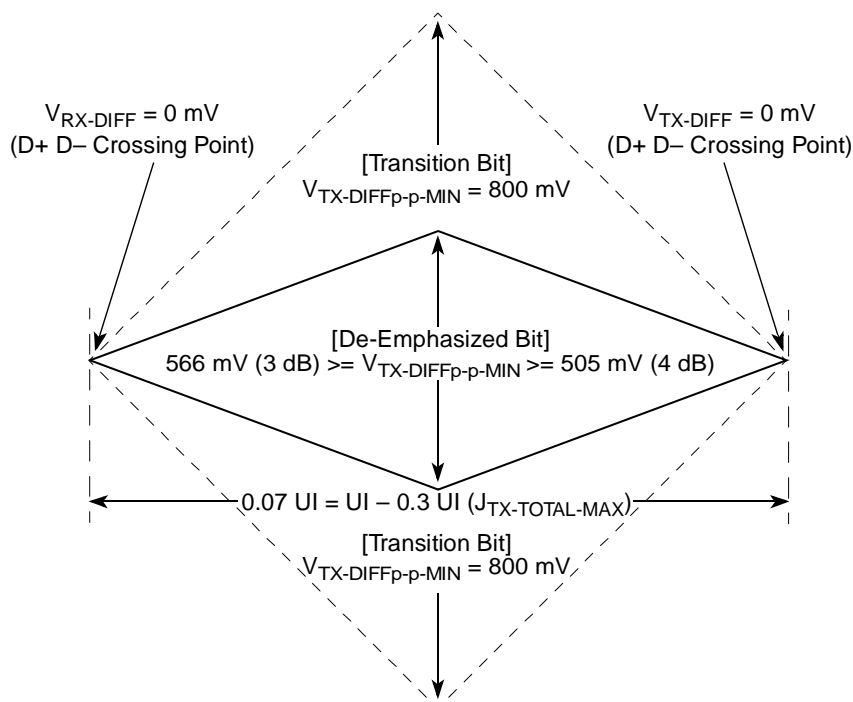 V_RX-DIFF = 0 mV
(D+ D– Crossing Point)
V_TX-DIFF = 0 mV
(D+ D– Crossing Point)
[Transition Bit]
V_TX-DIFFp-p-MIN = 800 mV
[De-Emphasized Bit]
566 mV (3 dB) >= V_TX-DIFFp-p-MIN >= 505 mV (4 dB)
0.07 UI = UI – 0.3 UI (J_TX-TOTAL-MAX)
[Transition Bit]
V_TX-DIFFp-p-MIN = 800 mV